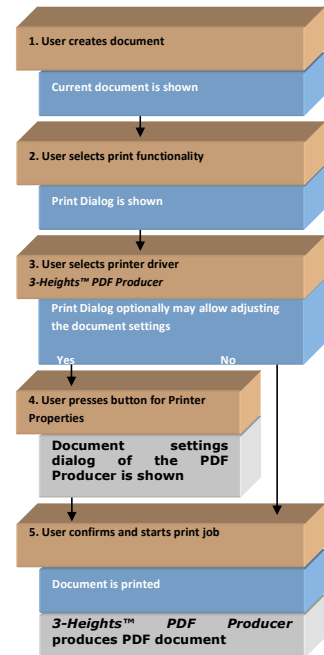 1. User creates document
Current document is shown
2. User selects print functionality
Print Dialog is shown
3. User selects printer driver
3-Heights™ PDF Producer
Print Dialog optionally may allow adjusting
the document settings
Yes No
4. User presses button for Printer
Properties
Document settings
dialog of the PDF
Producer is shown
5. User confirms and starts print job
Document is printed
3-Heights™ PDF Producer
produces PDF document